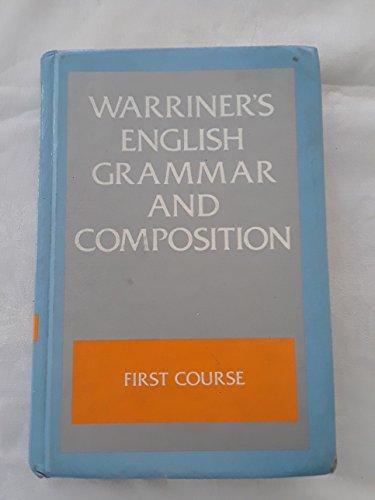 WARRINER'S
ENGLISH
GRAMMAR
AND
COMPOSITION
FIRST COURSE